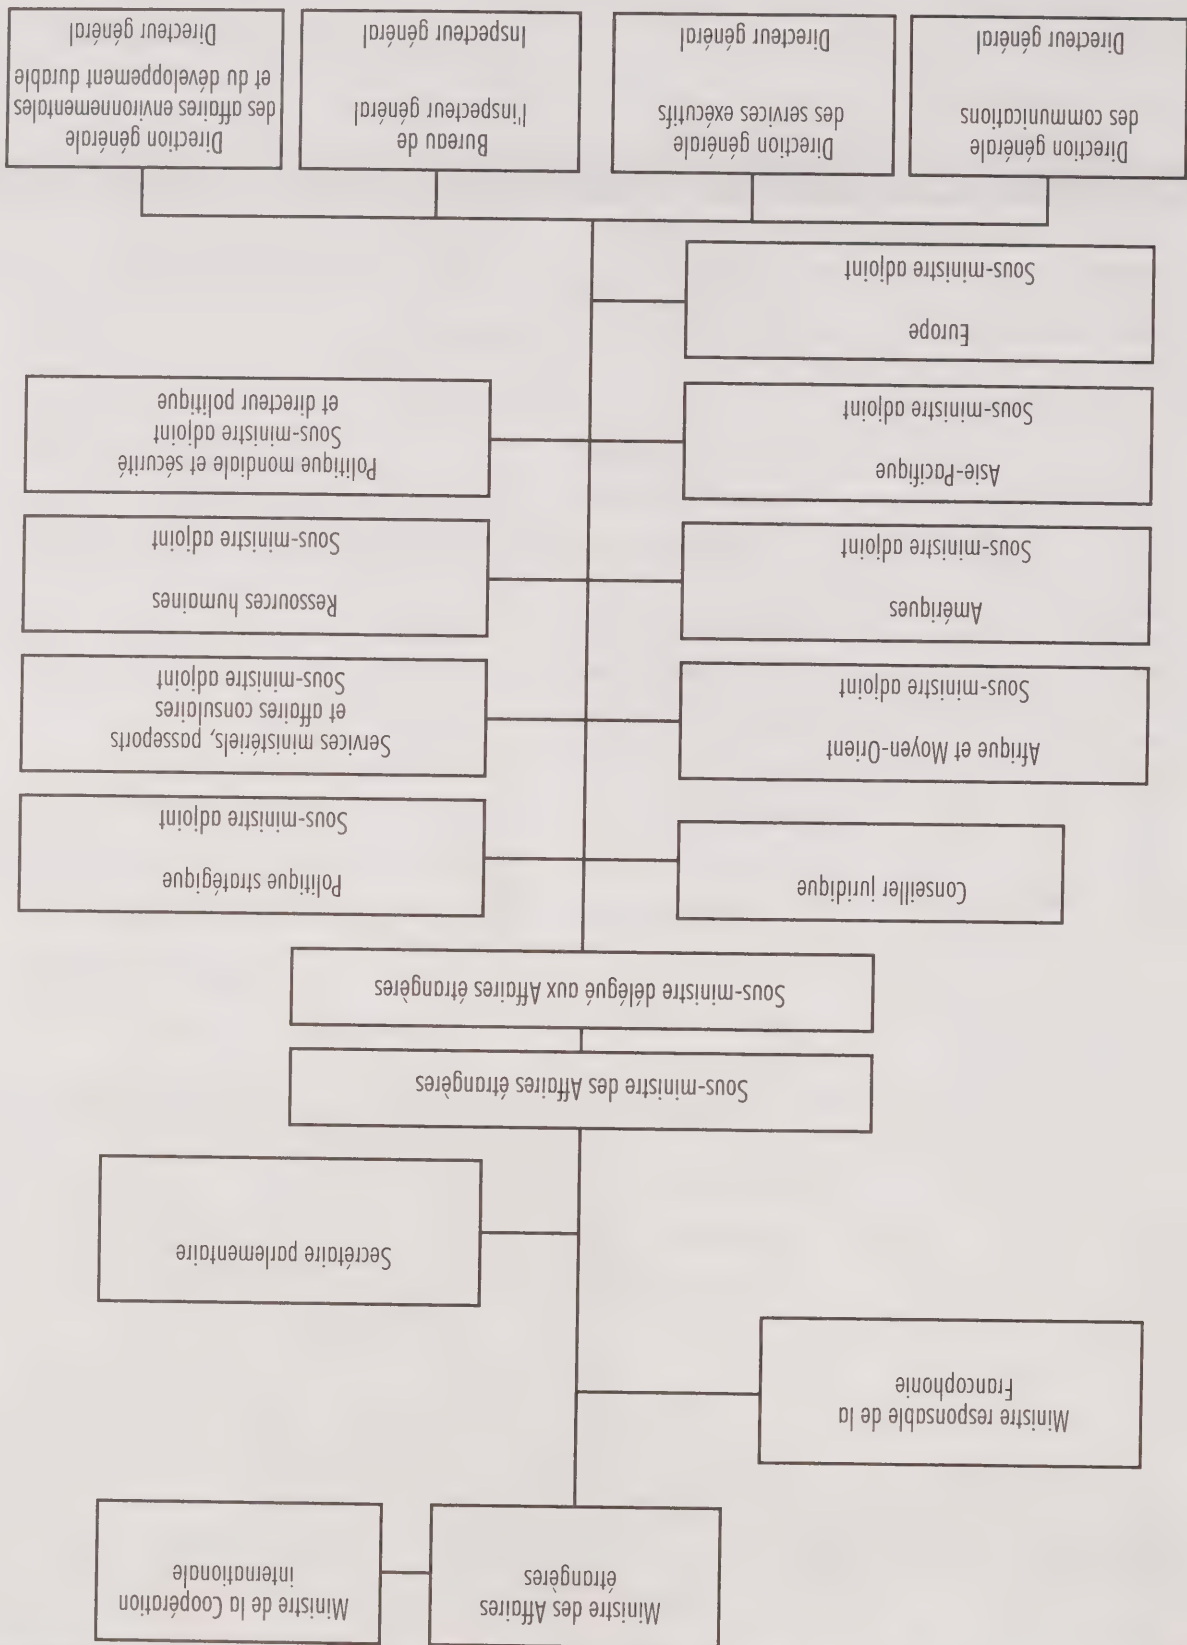 Ministre des Affaires
étrangères
Ministre de la Coopération
internationale
Ministre responsable de la
Francophonie
Secrétaire parlementaire
Sous-ministre des Affaires étrangères
Sous-ministre délégué aux Affaires étrangères
Conseiller juridique
Politique stratégique
Sous-ministre adjoint
Afrique et Moyen-Orient
Sous-ministre adjoint
Services ministériels, passeports
et affaires consulaires
Sous-ministre adjoint
Amériques
Sous-ministre adjoint
Ressources humaines
Sous-ministre adjoint
Asie-Pacifique
Sous-ministre adjoint
Politique mondiale et sécurité
Sous-ministre adjoint
et directeur politique
Europe
Sous-ministre adjoint
Direction générale
des communications
Directeur général
Direction générale
des services exécutifs
Directeur général
Bureau de
l'inspecteur général
Inspecteur général
Direction générale
des affaires environnementales
et du développement durable
Directeur général